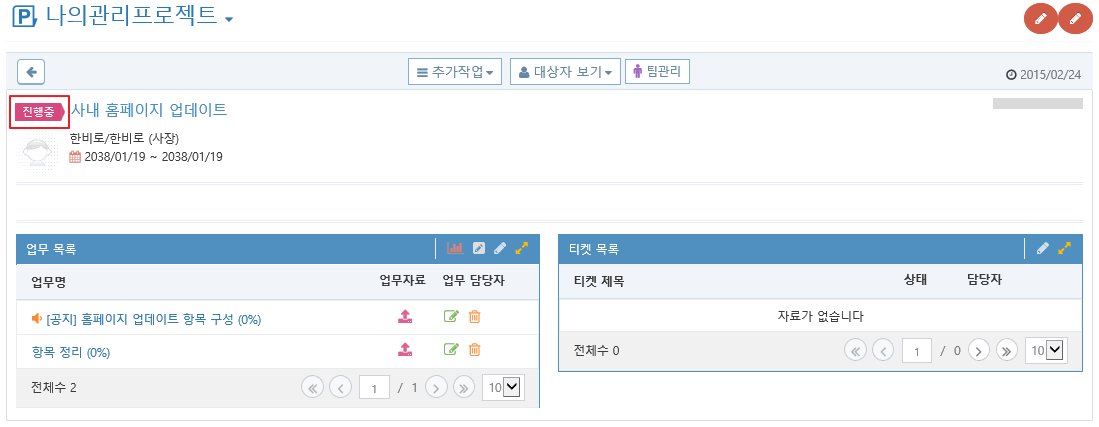 나의관리프로젝트
추가작업 대상자 보기 팀관리 2015/02/24
진행중 사내 홈페이지 업데이트
한비로/한비로 (사장)
2038/01/19 ~ 2038/01/19
업무 목록
업무명 업무자료 업무 담당자
[공지] 홈페이지 업데이트 항목 구성 (0%)
항목 정리 (0%)
전체수 2 1 / 1 10
티켓 목록
티켓 제목 상태 담당자
자료가 없습니다
전체수 0 1 / 0 10